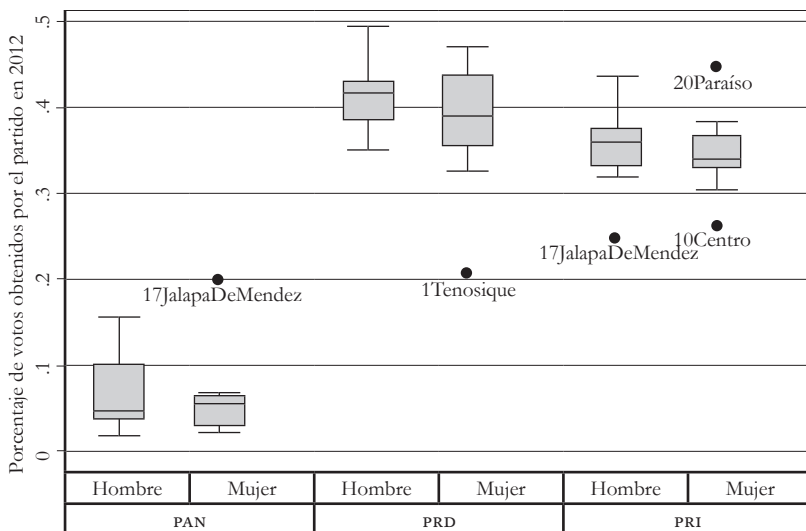 Porcentaje de votos obtenidos por el partido en 2012
.5
.4
.3
.2
.1
0
20Paraíso
17JalapaDeMendez
10Centro
17JalapaDeMendez
1Tenosique
Hombre Mujer Hombre Mujer Hombre Mujer
PAN PRD PRI